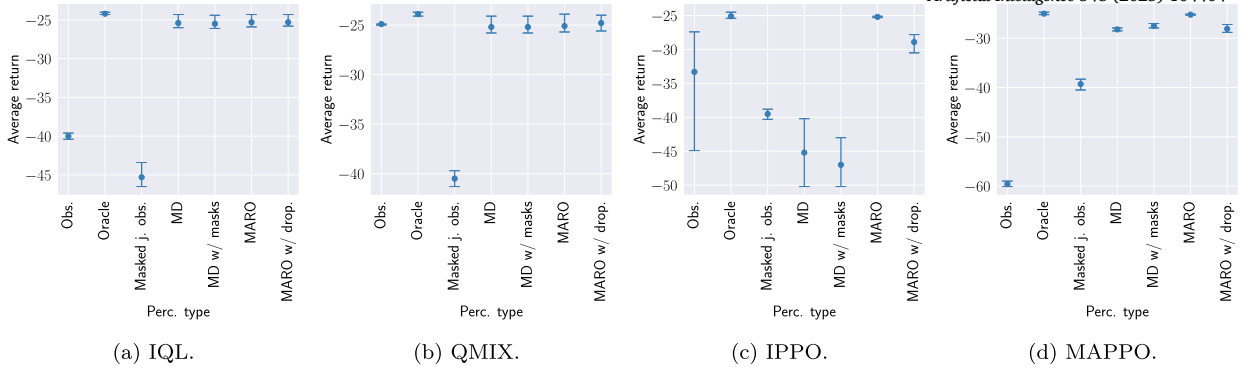 Average return
−25
−30
−35
−40
−45
Obs.
Oracle
Masked j. obs.
MD
MD w/ masks
MARO
MARO w/ drop.
Perc. type
(a) IQL.
Average return
−25
−30
−35
−40
Obs.
Oracle
Masked j. obs.
MD
MD w/ masks
MARO
MARO w/ drop.
Perc. type
(b) QMIX.
Average return
−25
−30
−35
−40
−45
−50
Obs.
Oracle
Masked j. obs.
MD
MD w/ masks
MARO
MARO w/ drop.
Perc. type
(c) IPPO.
Average return
−30
−40
−50
−60
Obs.
Oracle
Masked j. obs.
MD
MD w/ masks
MARO
MARO w/ drop.
Perc. type
(d) MAPPO.